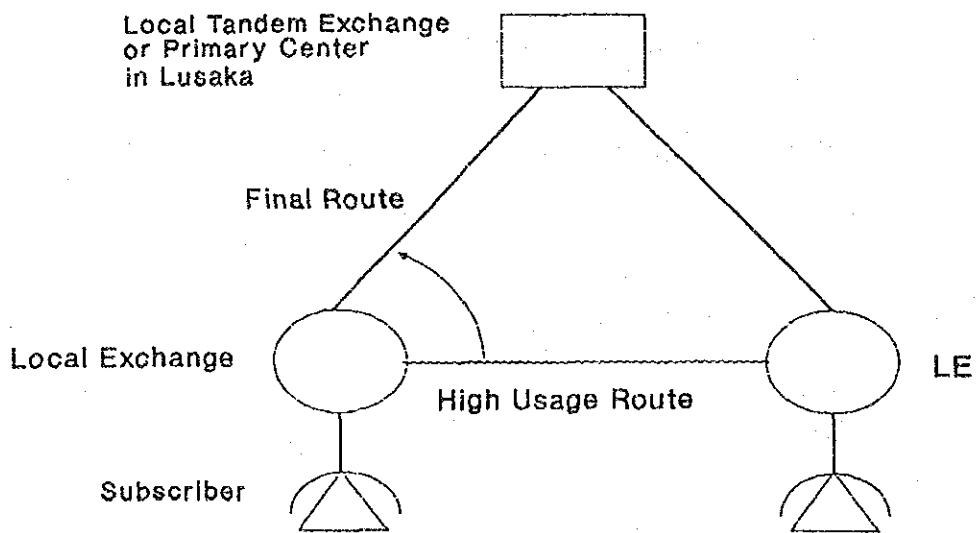 Local Tandem Exchange
or Primary Center
in Lusaka
Final Route
Local Exchange
LE
High Usage Route
Subscriber